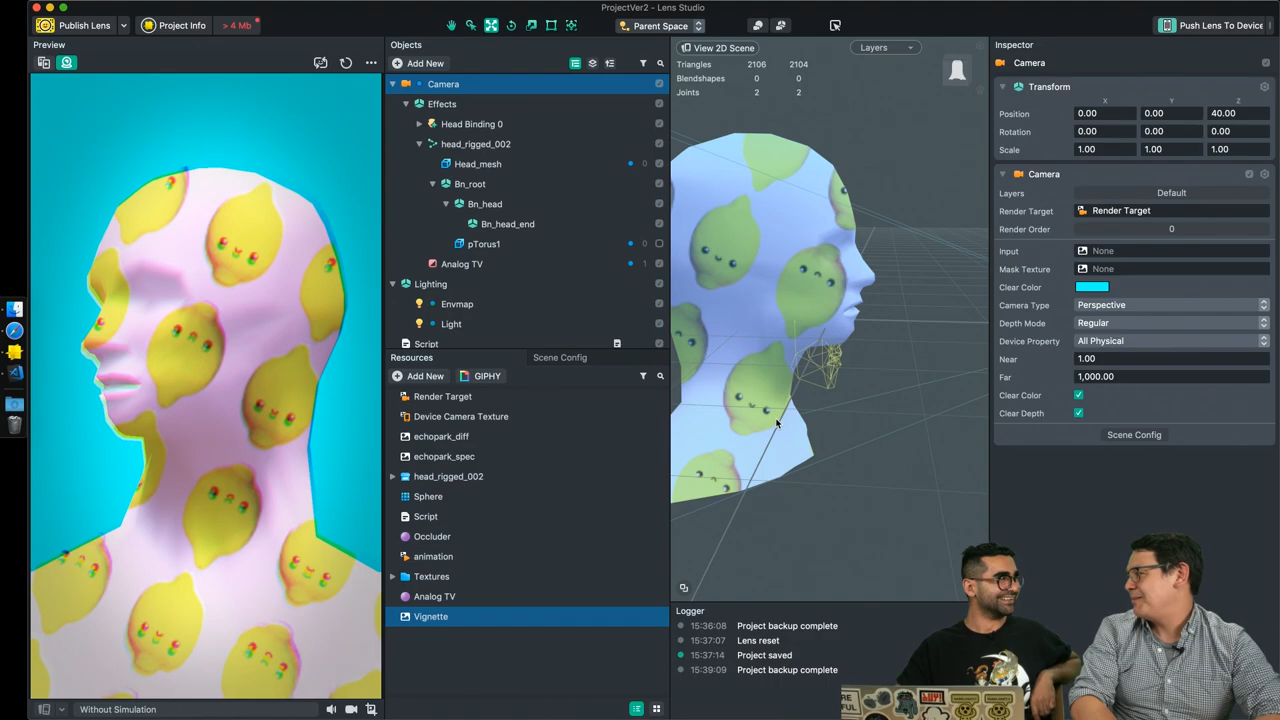 ProjectVer2 - Lens Studio
Publish Lens
Project Info
> 4 Mb
Parent Space
Push Lens To Device
Preview
Without Simulation
Objects
Add New
Camera
Effects
Head Binding 0
head_rigged_002
Head_mesh
0
Bn_root
Bn_head
Bn_head_end
pTorus1
0
Analog TV
1
Lighting
Envmap
Light
Script
Resources
Scene Config
Add New
GIPHY
Render Target
Device Camera Texture
echopark_diff
echopark_spec
head_rigged_002
Sphere
Script
Occluder
animation
Textures
Analog TV
Vignette
View 2D Scene
Layers
Triangles 2106 2104
Blendshapes 0 0
Joints 2 2
Logger
15:36:08 Project backup complete
15:37:07 Lens reset
15:37:14 Project saved
15:39:09 Project backup complete
Inspector
Camera
Transform
X Y Z
Position 0.00 0.00 40.00
Rotation 0.00 0.00 0.00
Scale 1.00 1.00 1.00
Camera
Layers Default
Render Target Render Target
Render Order 0
Input None
Mask Texture None
Clear Color
Camera Type Perspective
Depth Mode Regular
Device Property All Physical
Near 1.00
Far 1,000.00
Clear Color
Clear Depth
Scene Config